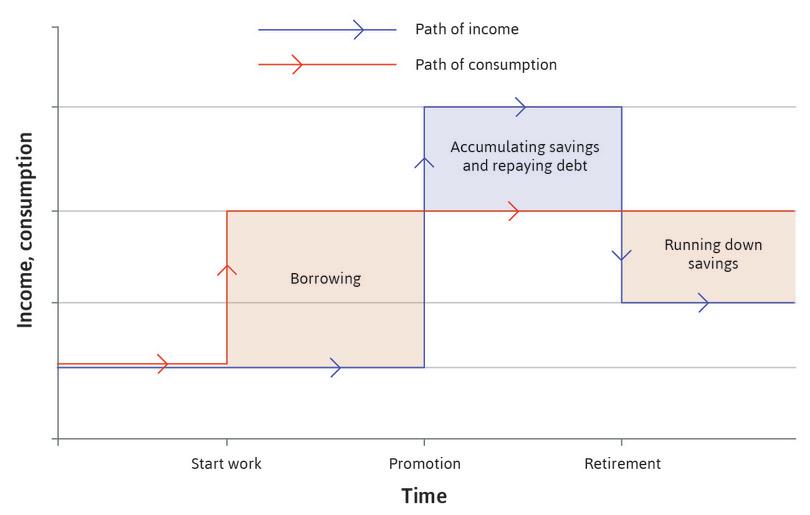 Path of income
Path of consumption
Income, consumption
Accumulating savings
and repaying debt
Borrowing
Running down
savings
Start work
Promotion
Retirement
Time